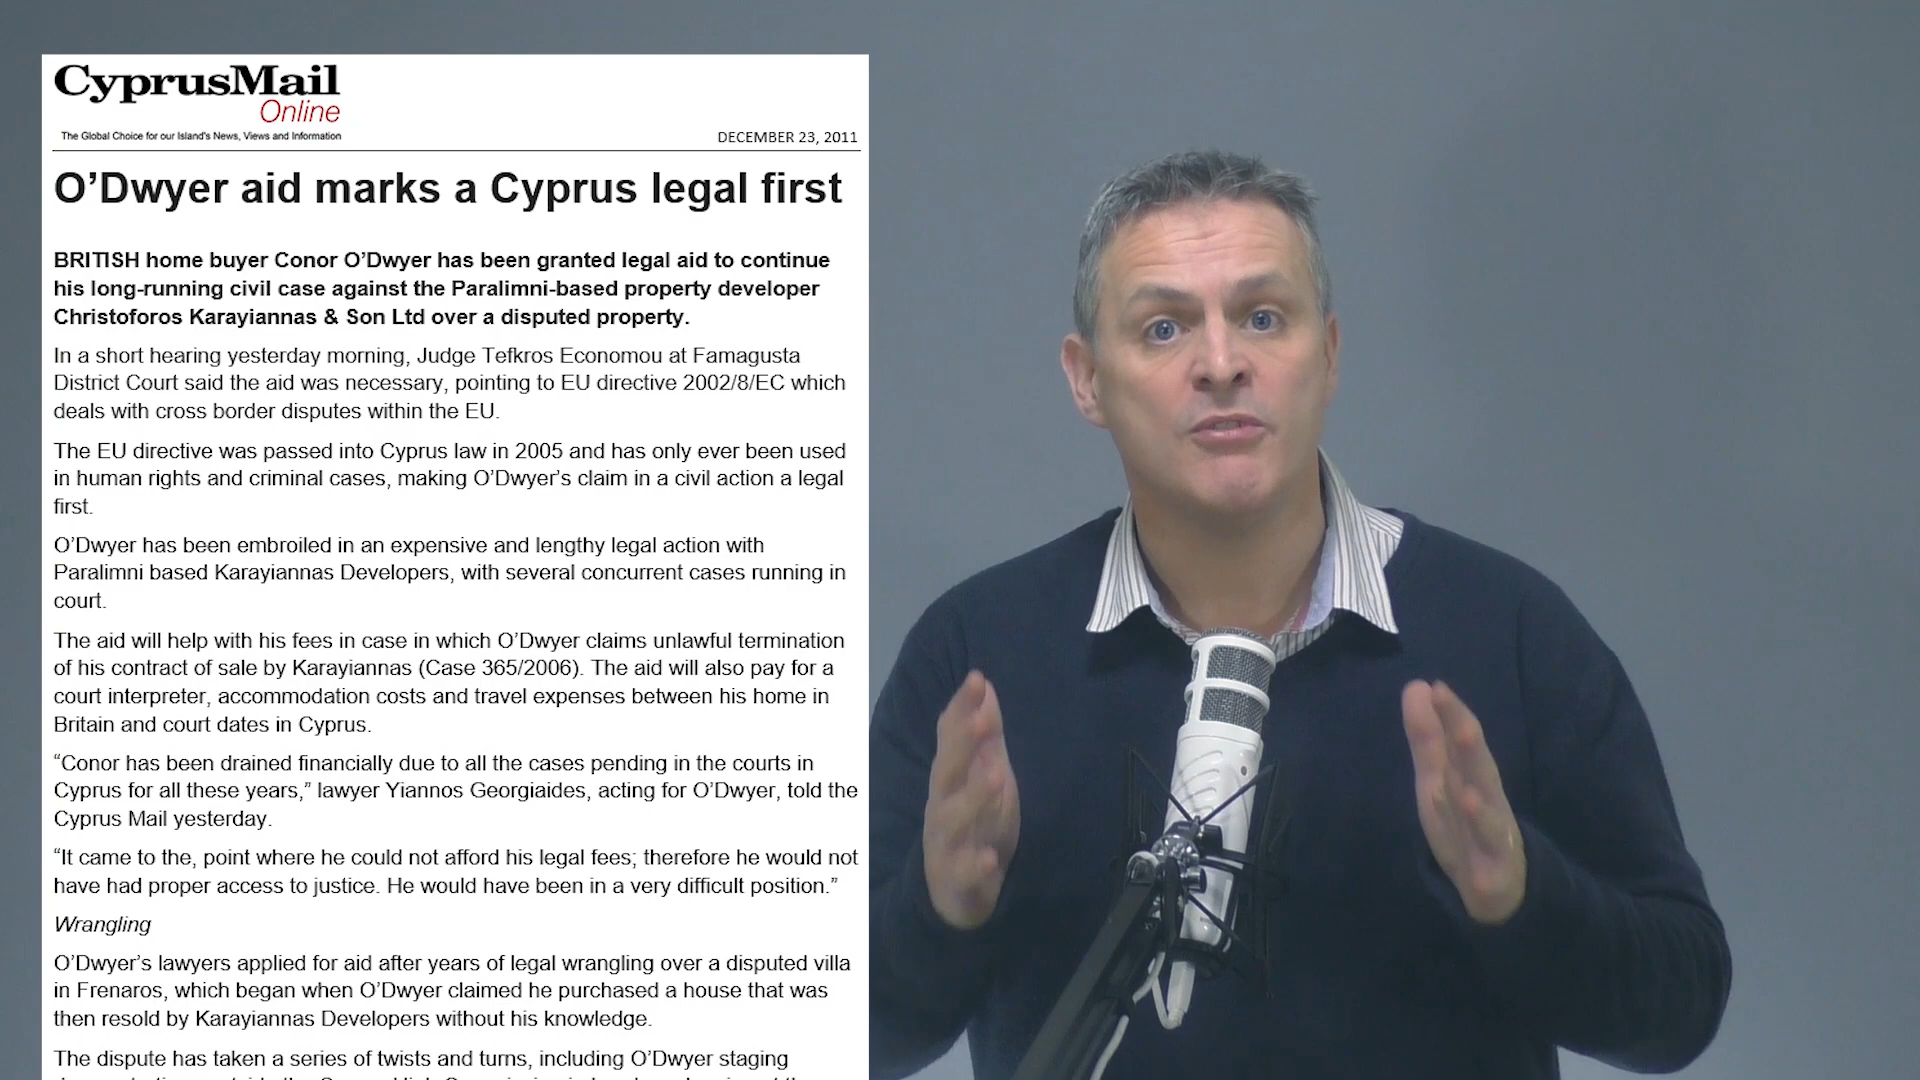 CyprusMail
Online
The Global Choice for our Island's News, Views and Information
DECEMBER 23, 2011
O’Dwyer aid marks a Cyprus legal first
BRITISH home buyer Conor O’Dwyer has been granted legal aid to continue
his long-running civil case against the Paralimni-based property developer
Christoforos Karayiannas & Son Ltd over a disputed property.
In a short hearing yesterday morning, Judge Tefkros Economou at Famagusta
District Court said the aid was necessary, pointing to EU directive 2002/8/EC which
deals with cross border disputes within the EU.
The EU directive was passed into Cyprus law in 2005 and has only ever been used
in human rights and criminal cases, making O’Dwyer’s claim in a civil action a legal
first.
O’Dwyer has been embroiled in an expensive and lengthy legal action with
Paralimni based Karayiannas Developers, with several concurrent cases running in
court.
The aid will help with his fees in case in which O’Dwyer claims unlawful termination
of his contract of sale by Karayiannas (Case 365/2006). The aid will also pay for a
court interpreter, accommodation costs and travel expenses between his home in
Britain and court dates in Cyprus.
“Conor has been drained financially due to all the cases pending in the courts in
Cyprus for all these years,” lawyer Yiannos Georgiaides, acting for O’Dwyer, told the
Cyprus Mail yesterday.
“It came to the, point where he could not afford his legal fees; therefore he would not
have had proper access to justice. He would have been in a very difficult position.”
Wrangling
O’Dwyer’s lawyers applied for aid after years of legal wrangling over a disputed villa
in Frenaros, which began when O’Dwyer claimed he purchased a house that was
then resold by Karayiannas Developers without his knowledge.
The dispute has taken a series of twists and turns, including O’Dwyer staging